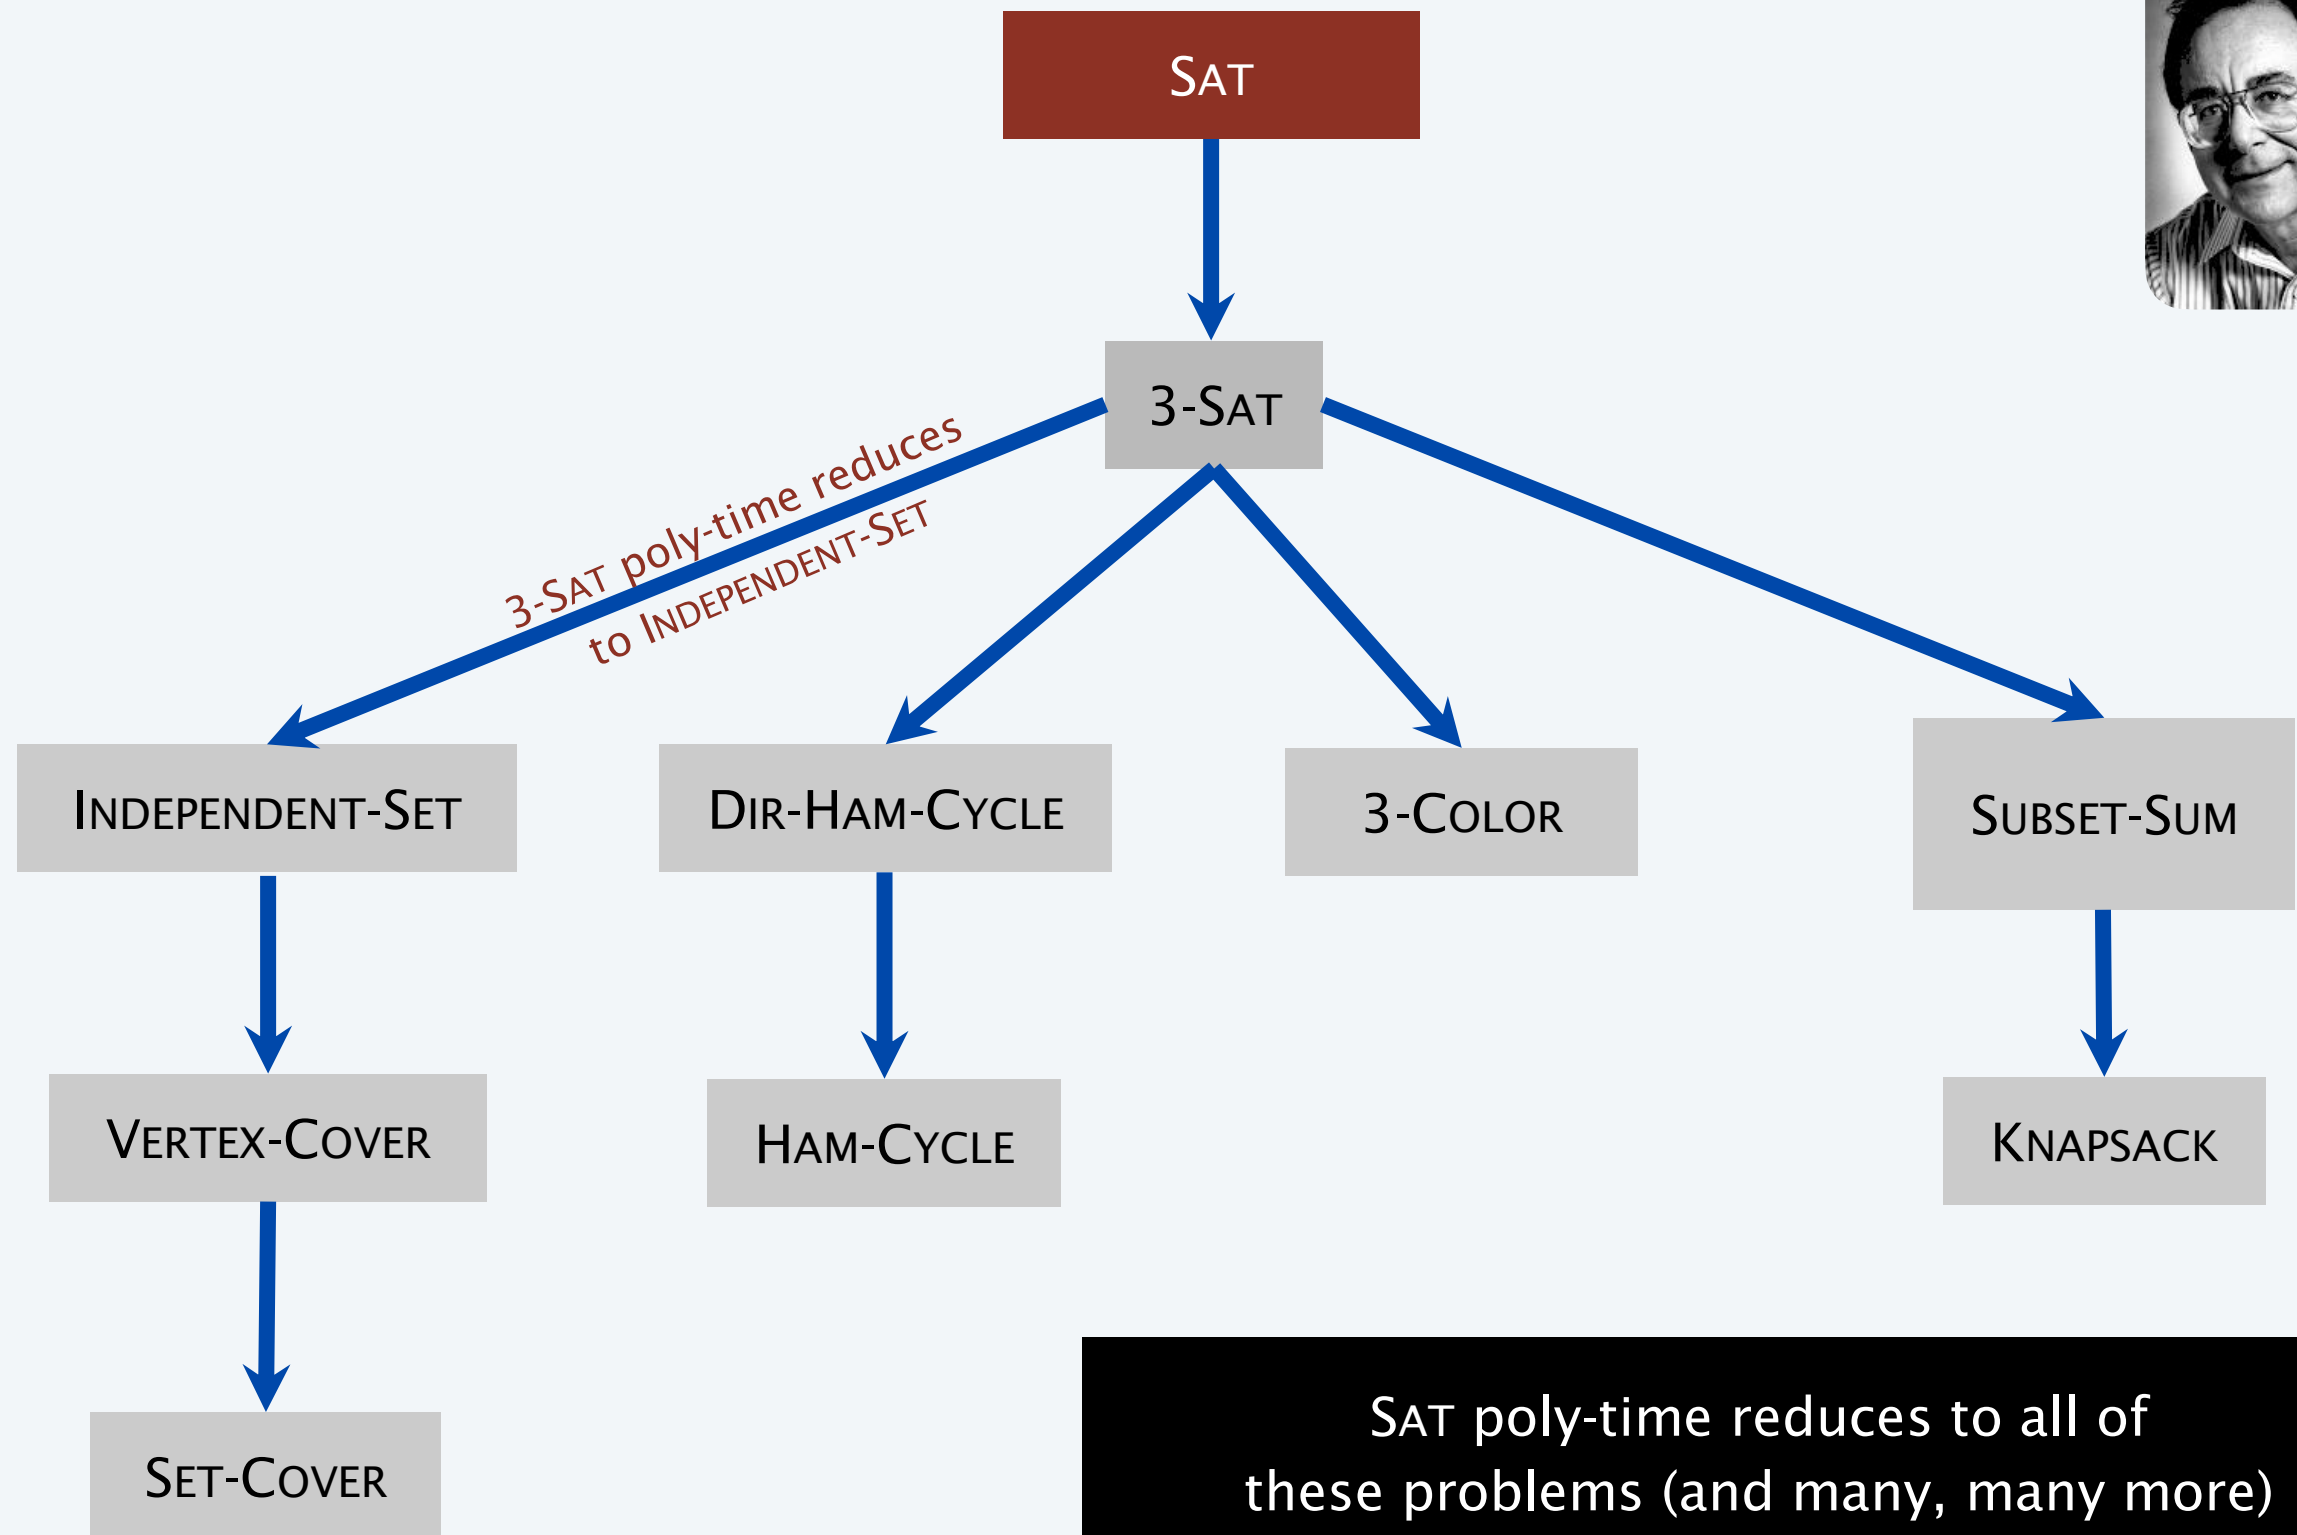 SAT
3-SAT
3-SAT poly-time reduces
to INDEPENDENT-SET
INDEPENDENT-SET
DIR-HAM-CYCLE
3-COLOR
SUBSET-SUM
VERTEX-COVER
HAM-CYCLE
KNAPSACK
SET-COVER
SAT poly-time reduces to all of
these problems (and many, many more)